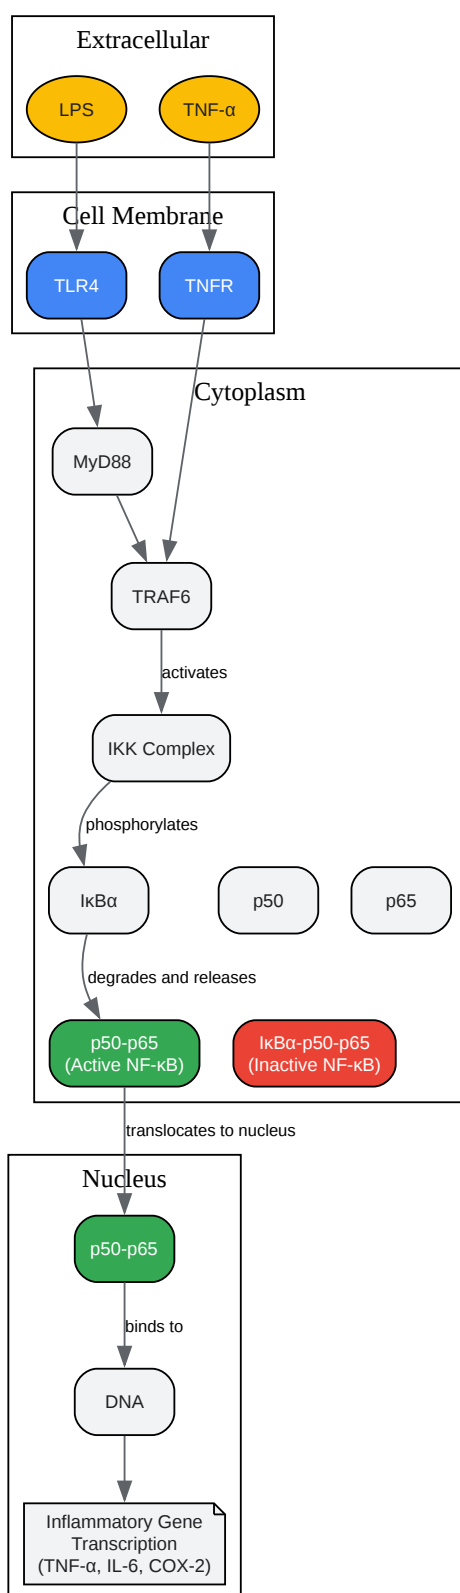 Extracellular
LPS
TNF-α
Cell Membrane
TLR4
TNFR
Cytoplasm
MyD88
TRAF6
activates
IKK Complex
phosphorylates
IκBα
p50
p65
degrades and releases
p50-p65
(Active NF-κB)
IκBα-p50-p65
(Inactive NF-κB)
translocates to nucleus
Nucleus
p50-p65
binds to
DNA
Inflammatory Gene
Transcription
(TNF-α, IL-6, COX-2)